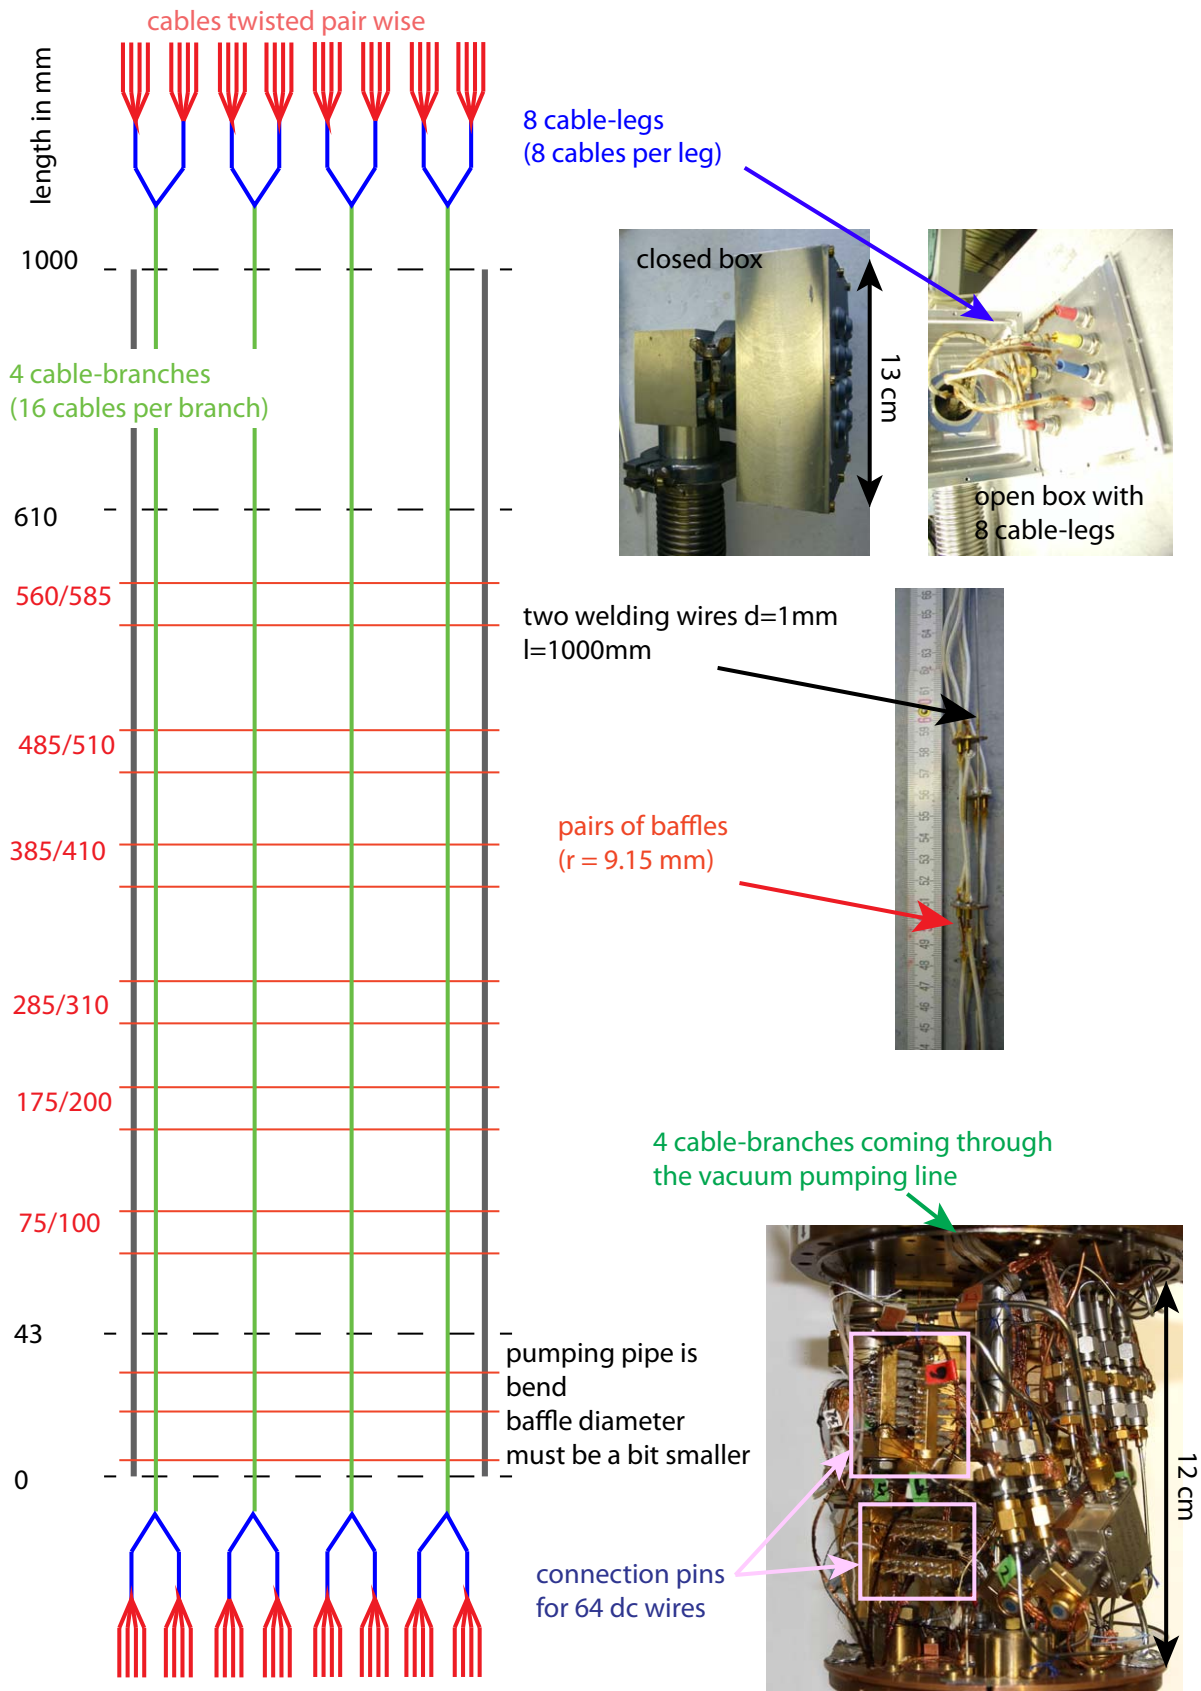 cables twisted pair wise
length in mm
8 cable-legs
(8 cables per leg)
1000
closed box
13 cm
open box with
8 cable-legs
4 cable-branches
(16 cables per branch)
610
560/585
two welding wires d=1mm
l=1000mm
485/510
pairs of baffles
(r = 9.15 mm)
385/410
285/310
175/200
4 cable-branches coming through
the vacuum pumping line
75/100
43
pumping pipe is
bend
baffle diameter
must be a bit smaller
0
12 cm
connection pins
for 64 dc wires